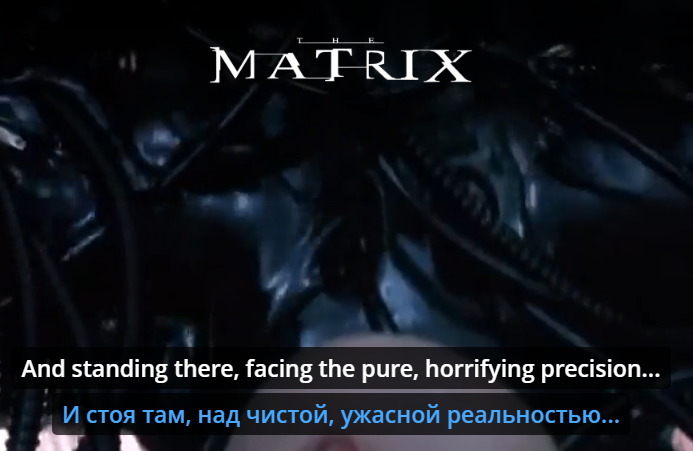 THE
MATRIX
And standing there, facing the pure, horrifying precision...
И стоя там, над чистой, ужасной реальностью...